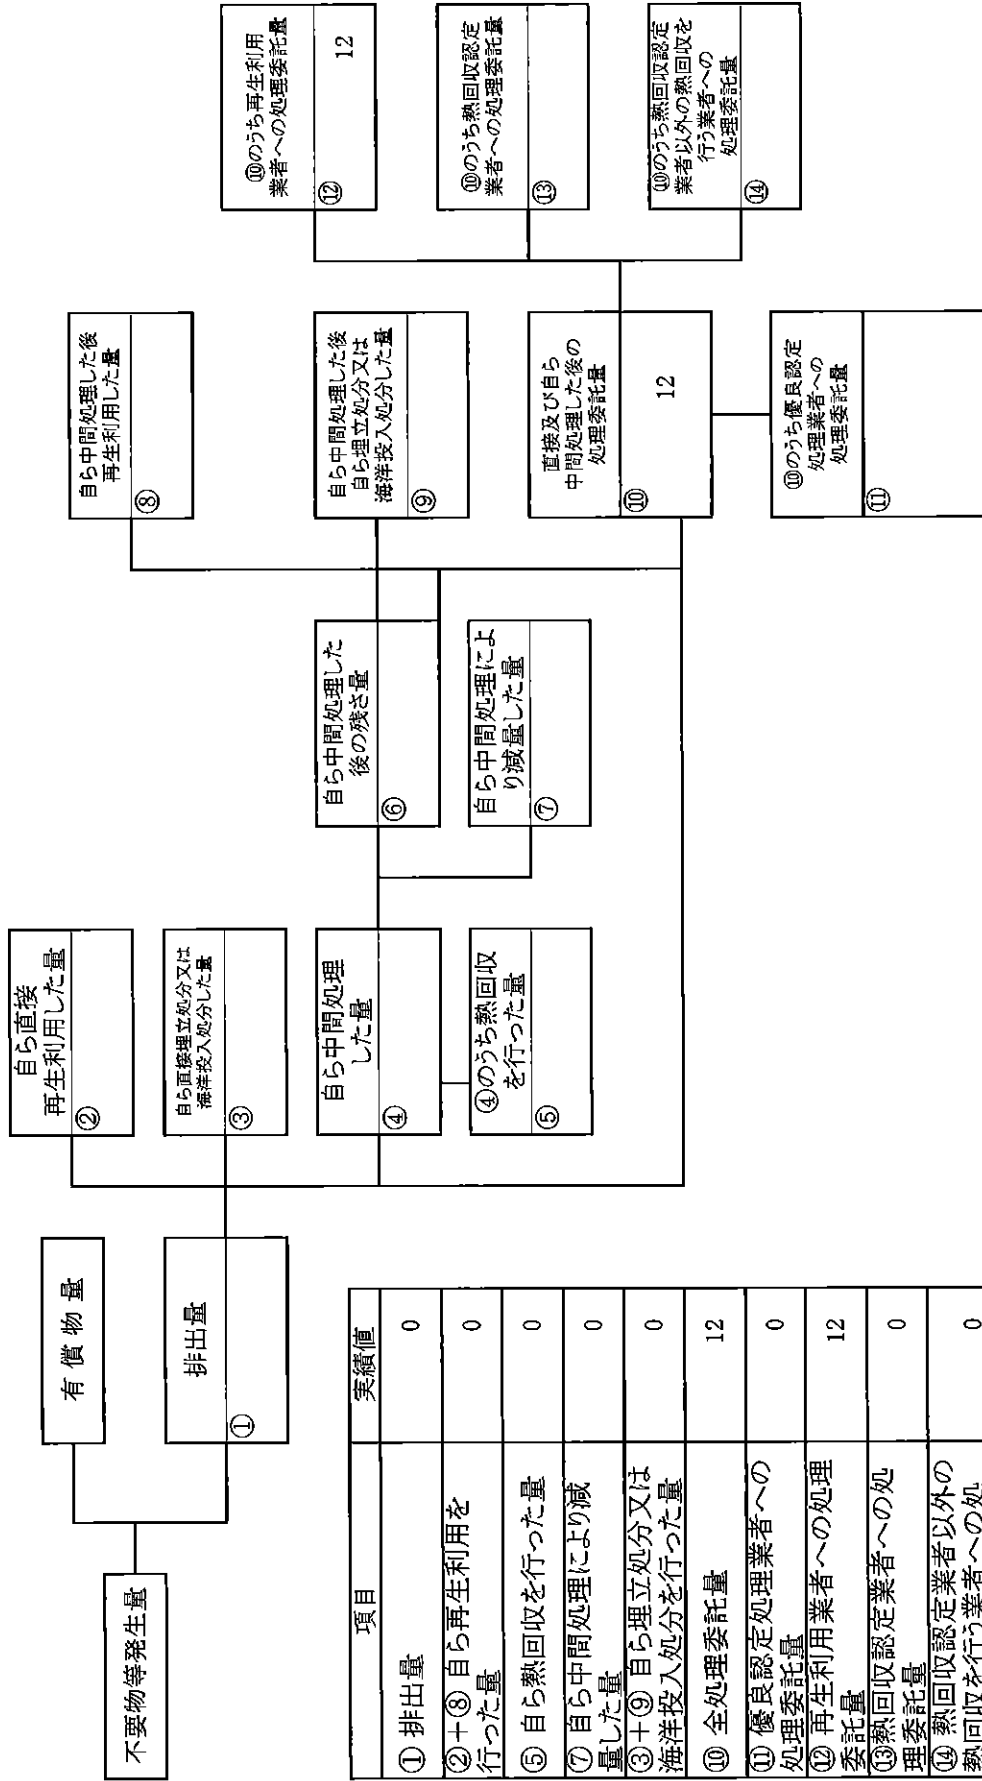 不要物等発生量
有償物量
排出量
①
自ら直接
再生利用した量
②
自ら直接埋立処分又は
海洋投入処分した量
③
自ら中間処理
した量
④
④のうち熱回収
を行った量
⑤
自ら中間処理した
後の残さ量
⑥
自ら中間処理によ
り減量した量
⑦
自ら中間処理した後
再生利用した量
⑧
自ら中間処理した後
自ら埋立処分又は
海洋投入処分した量
⑨
直接及び自ら
中間処理した後の
処理委託量
⑩
12
⑩のうち優良認定
処理業者への
処理委託量
⑪
⑩のうち再生利用
業者への処理委託量
⑫
12
⑩のうち熱回収認定
業者への処理委託量
⑬
⑩のうち熱回収認定
業者以外の熱回収を
行う業者への
処理委託量
⑭
項目 実績値
①排出量 0
②+⑧自ら再生利用を
行った量 0
⑤自ら熱回収を行った量 0
⑦自ら中間処理により減
量した量 0
③+⑨自ら埋立処分又は
海洋投入処分を行った量 0
⑩全処理委託量 12
⑪優良認定処理業者への
処理委託量 0
⑫再生利用業者への処理
委託量 12
⑬熱回収認定業者への処
理委託量 0
⑭熱回収認定業者以外の
熱回収を行う業者への処 0